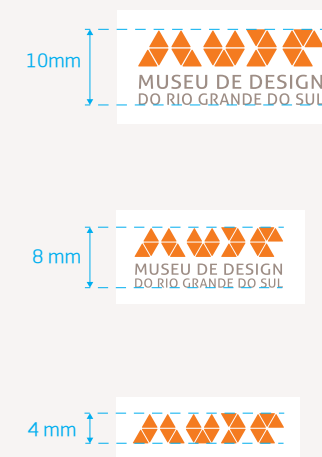 10mm
MUSEU DE DESIGN
DO RIO GRANDE DO SUL
8 mm
MUSEU DE DESIGN
DO RIO GRANDE DO SUL
4 mm